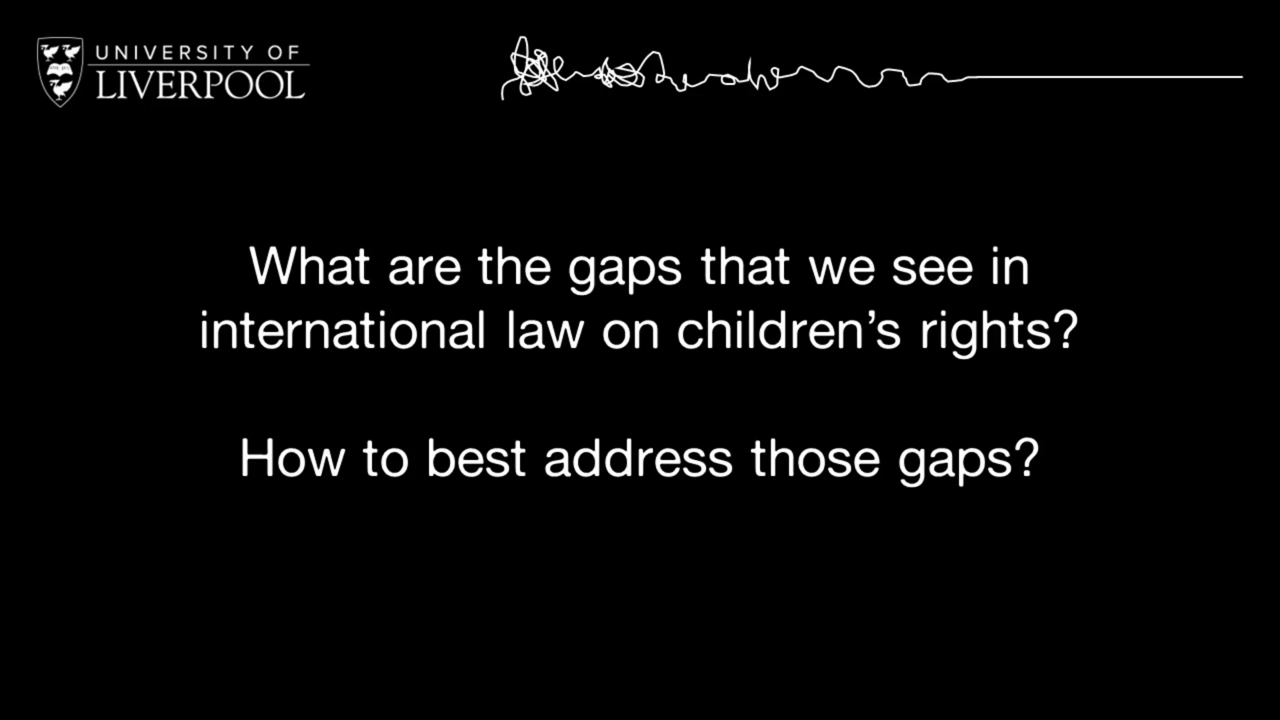 UNIVERSITY OF
LIVERPOOL
What are the gaps that we see in
international law on children’s rights?
How to best address those gaps?